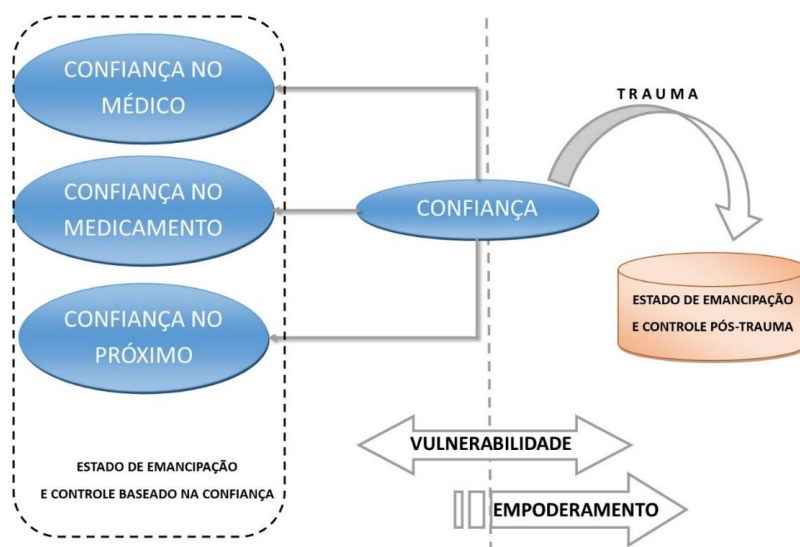 CONFIANÇA NO
MÉDICO
CONFIANÇA NO
MEDICAMENTO
CONFIANÇA NO
PRÓXIMO
ESTADO DE EMANCIPAÇÃO
E CONTROLE BASEADO NA CONFIANÇA
CONFIANÇA
TRAUMA
ESTADO DE EMANCIPAÇÃO
E CONTROLE PÓS-TRAUMA
VULNERABILIDADE
EMPODERAMENTO